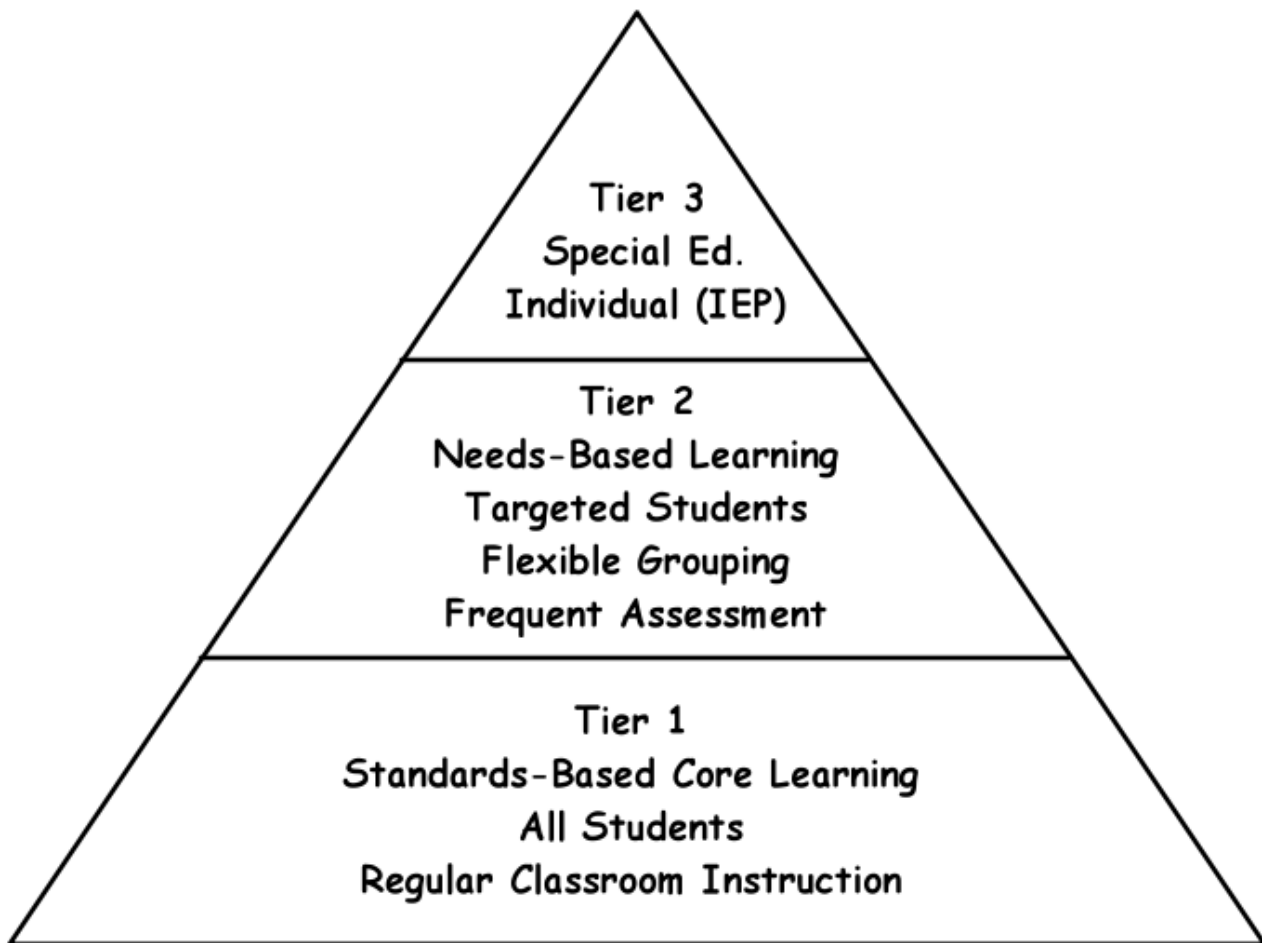 Tier 3
Special Ed.
Individual (IEP)
Tier 2
Needs-Based Learning
Targeted Students
Flexible Grouping
Frequent Assessment
Tier 1
Standards-Based Core Learning
All Students
Regular Classroom Instruction